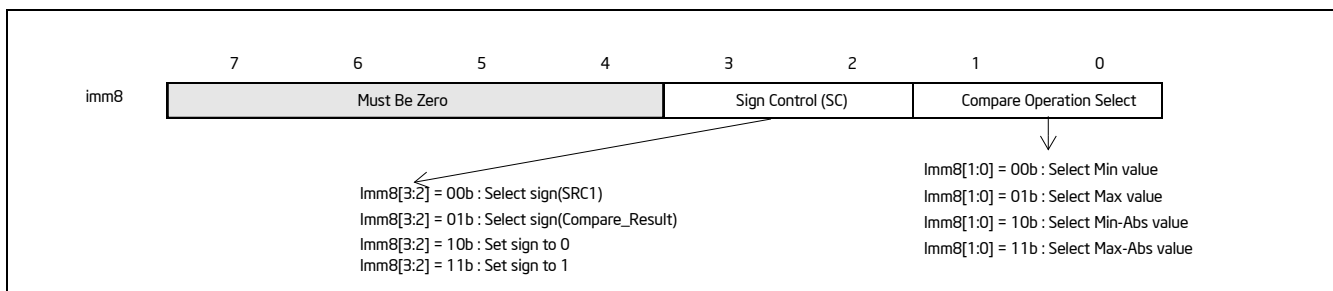 7 6 5 4 3 2 1 0
imm8 Must Be Zero Sign Control (SC) Compare Operation Select
Imm8[3:2] = 00b : Select sign(SRC1)
Imm8[3:2] = 01b : Select sign(Compare_Result)
Imm8[3:2] = 10b : Set sign to 0
Imm8[3:2] = 11b : Set sign to 1
Imm8[1:0] = 00b : Select Min value
Imm8[1:0] = 01b : Select Max value
Imm8[1:0] = 10b : Select Min-Abs value
Imm8[1:0] = 11b : Select Max-Abs value